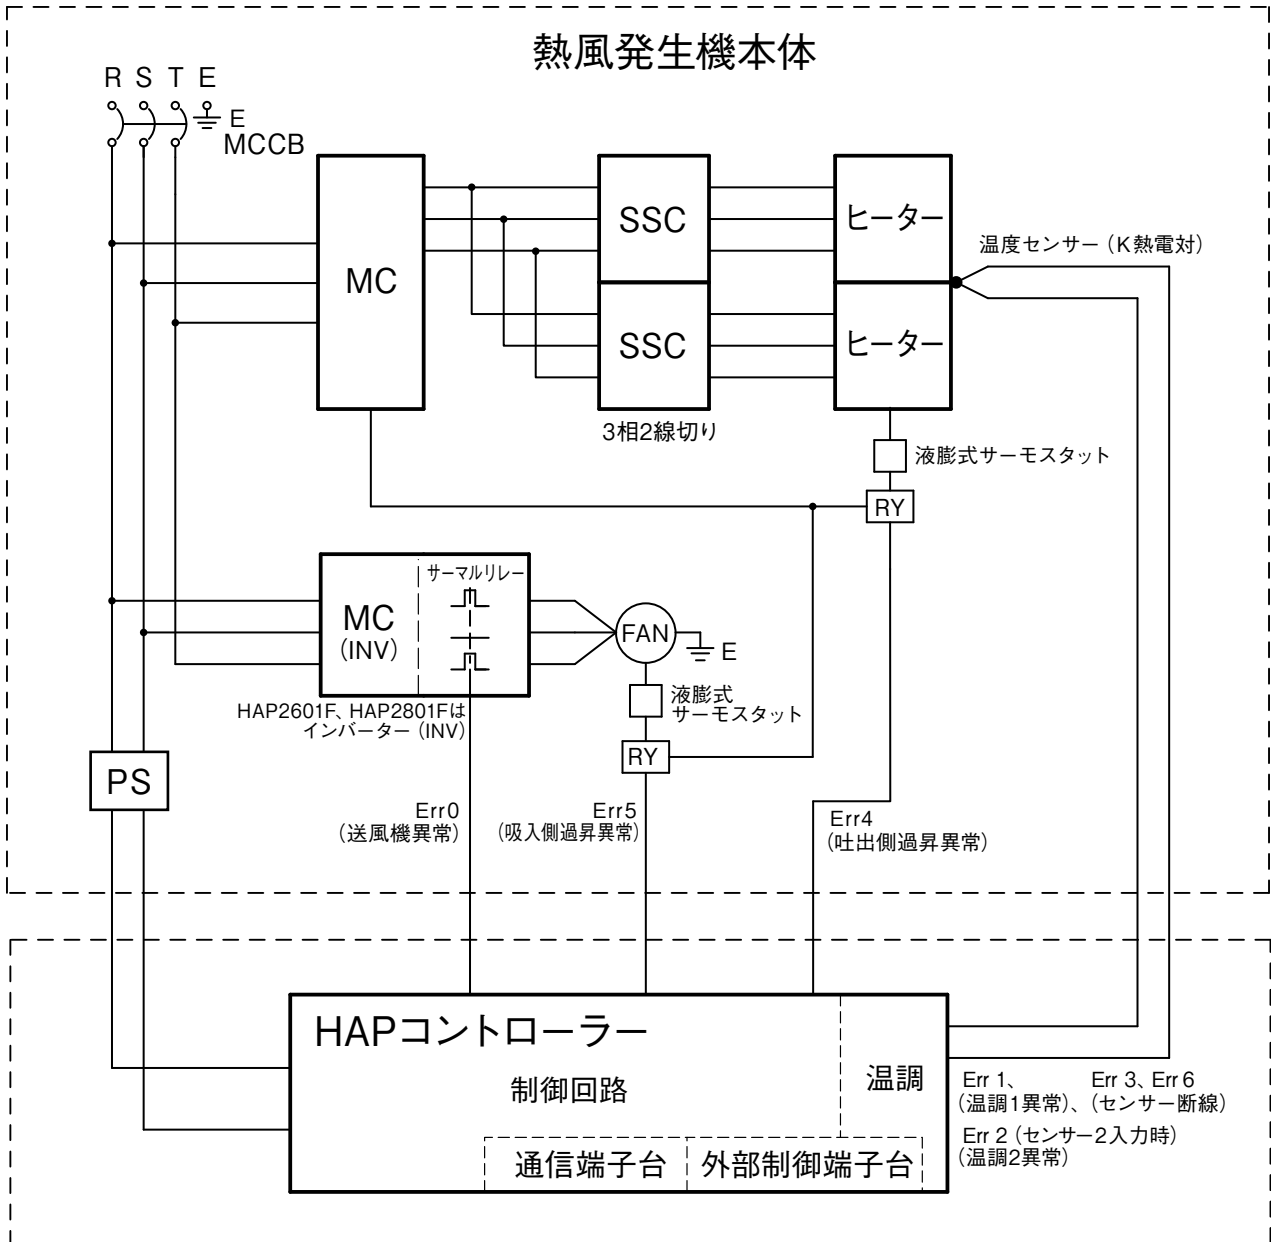 熱風発生機本体
R S T E
E
MCCB
MC
SSC
ヒーター
温度センサー（K熱電対）
SSC
ヒーター
3相2線切り
液膨式サーモスタット
RY
サーマルリレー
MC
(INV)
FAN
E
HAP2601F、HAP2801Fは
インバーター（INV）
液膨式
サーモスタット
RY
PS
Err0
（送風機異常）
Err5
（吸入側過昇異常）
Err4
（吐出側過昇異常）
HAPコントローラー
制御回路
温調
通信端子台
外部制御端子台
Err 1、 Err 3、Err 6
（温調1異常）、（センサー断線）
Err 2（センサー2入力時）
（温調2異常）